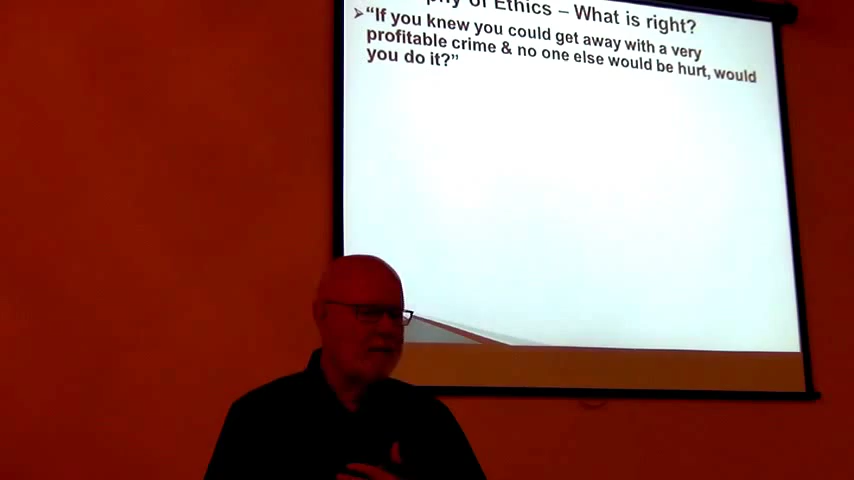 of Ethics – What is right?
➢“If you knew you could get away with a very
profitable crime & no one else would be hurt, would
you do it?”